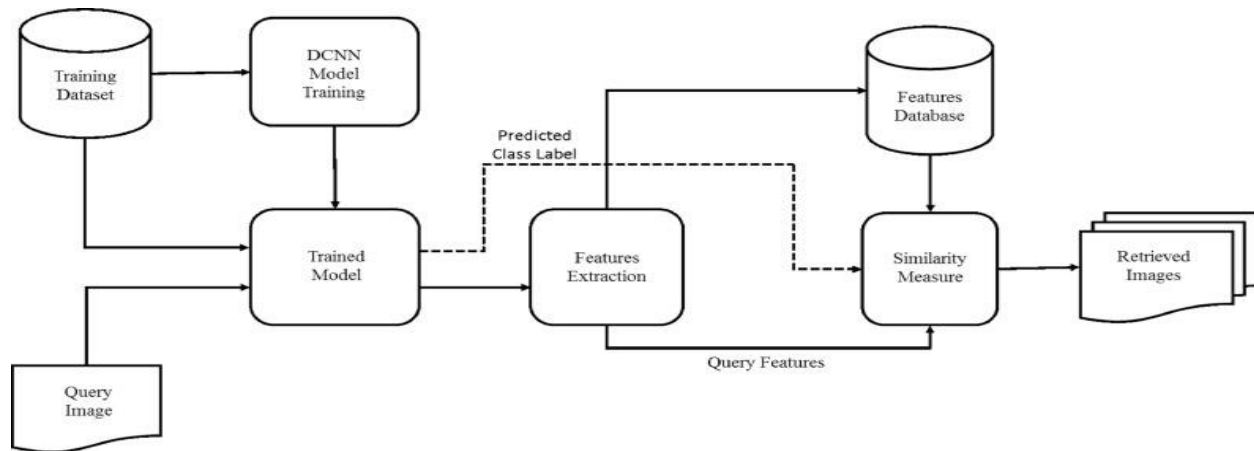 Training
Dataset
DCNN
Model
Training
Features
Database
Predicted
Class Label
Trained
Model
Features
Extraction
Similarity
Measure
Retrieved
Images
Query Features
Query
Image